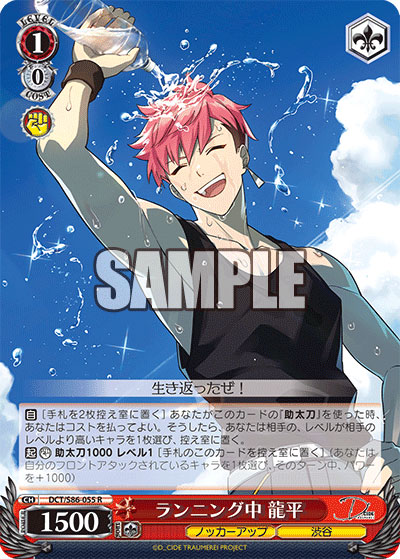 LEVEL
1
0
COST
SAMPLE
生き返ったぜ！
自 [手札を2枚控え室に置く] あなたがこのカードの『助太刀』を使った時、
あなたはコストを払ってよい。そうしたら、あなたは相手の、レベルが相手の
レベルより高いキャラを1枚選び、控え室に置く。
起 助太刀1000 レベル1 [手札のこのカードを控え室に置く] (あなたは
自分のフロントアタックされているキャラを1枚選び、そのターン中、パワー
を＋1000)
CH DCT/S86-055 R
1500
ランニング中 龍平
ノッカーアップ 渋谷
©D_CIDE TRAUMEREI PROJECT